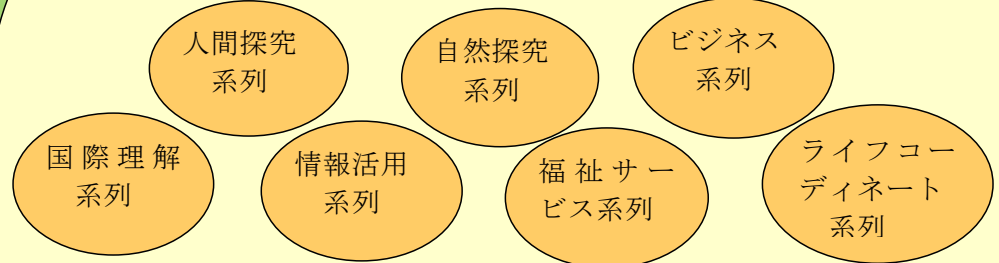 人間探究
系列
自然探究
系列
ビジネス
系列
国際理解
系列
情報活用
系列
福祉サー
ビス系列
ライフコー
ディネート
系列